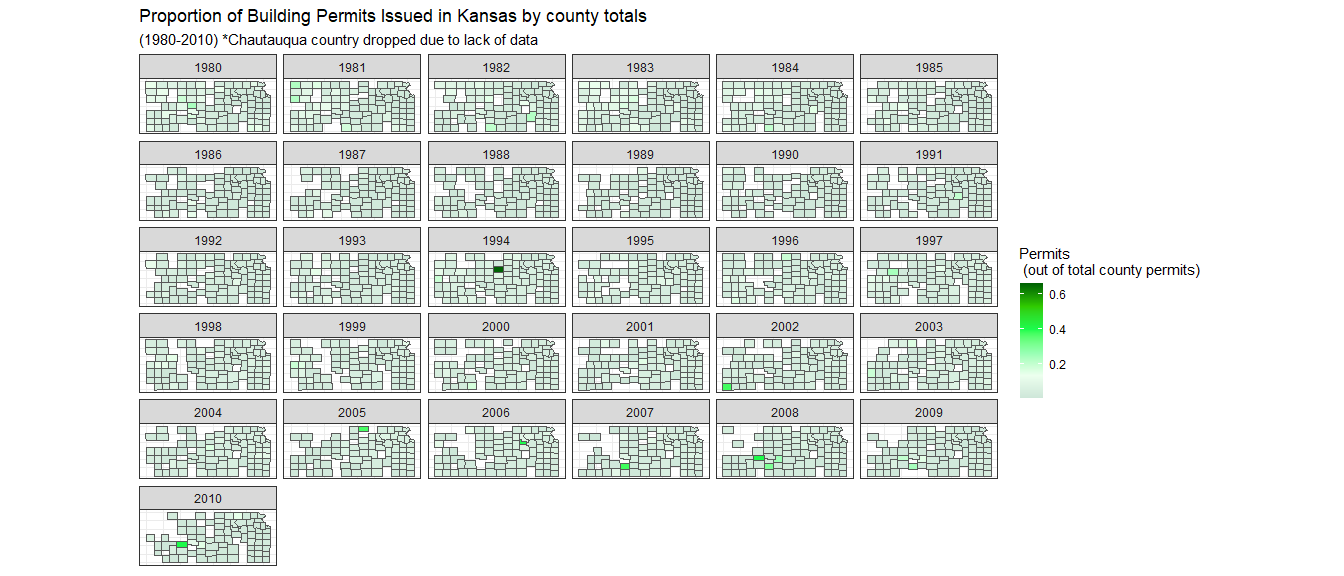 Proportion of Building Permits Issued in Kansas by county totals
(1980-2010) *Chautauqua country dropped due to lack of data
1980 1981 1982 1983 1984 1985
1986 1987 1988 1989 1990 1991
1992 1993 1994 1995 1996 1997
Permits
(out of total county permits)
0.6
0.4
0.2
1998 1999 2000 2001 2002 2003
2004 2005 2006 2007 2008 2009
2010